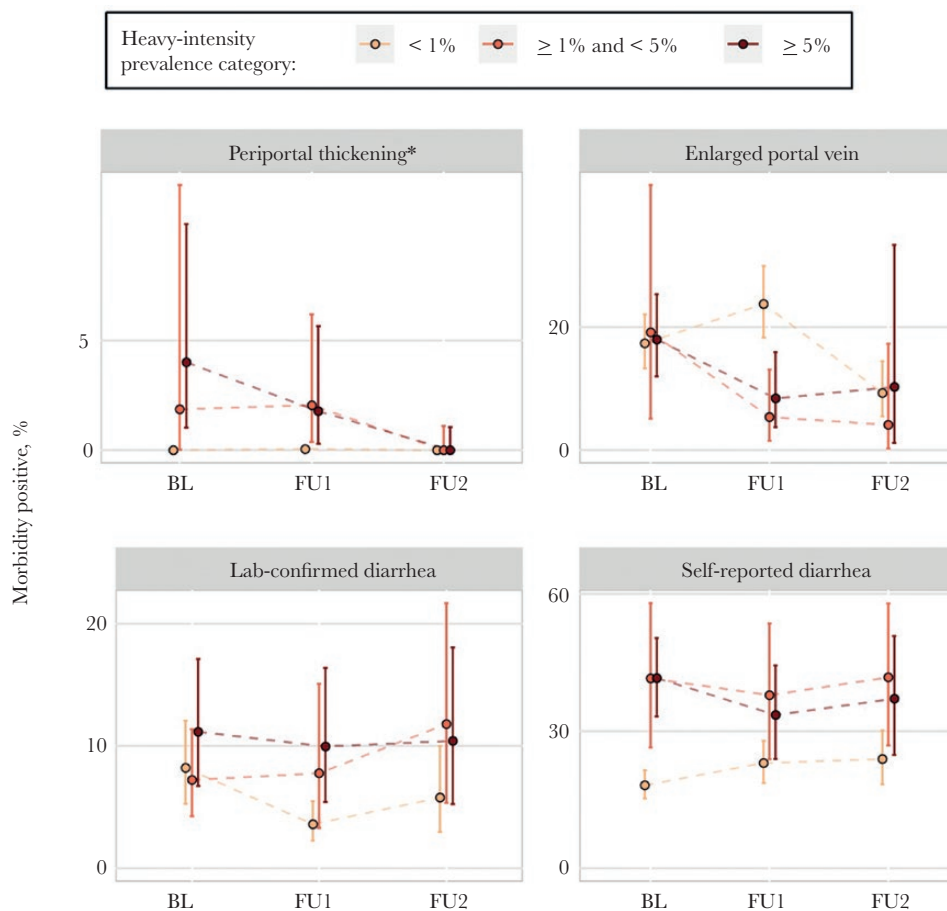 Heavy-intensity
prevalence category:
< 1%
≥ 1% and < 5%
≥ 5%
Morbidity positive, %
Periportal thickening*
5
0
BL
FU1
FU2
Enlarged portal vein
20
0
BL
FU1
FU2
Lab-confirmed diarrhea
20
10
0
BL
FU1
FU2
Self-reported diarrhea
60
30
0
BL
FU1
FU2